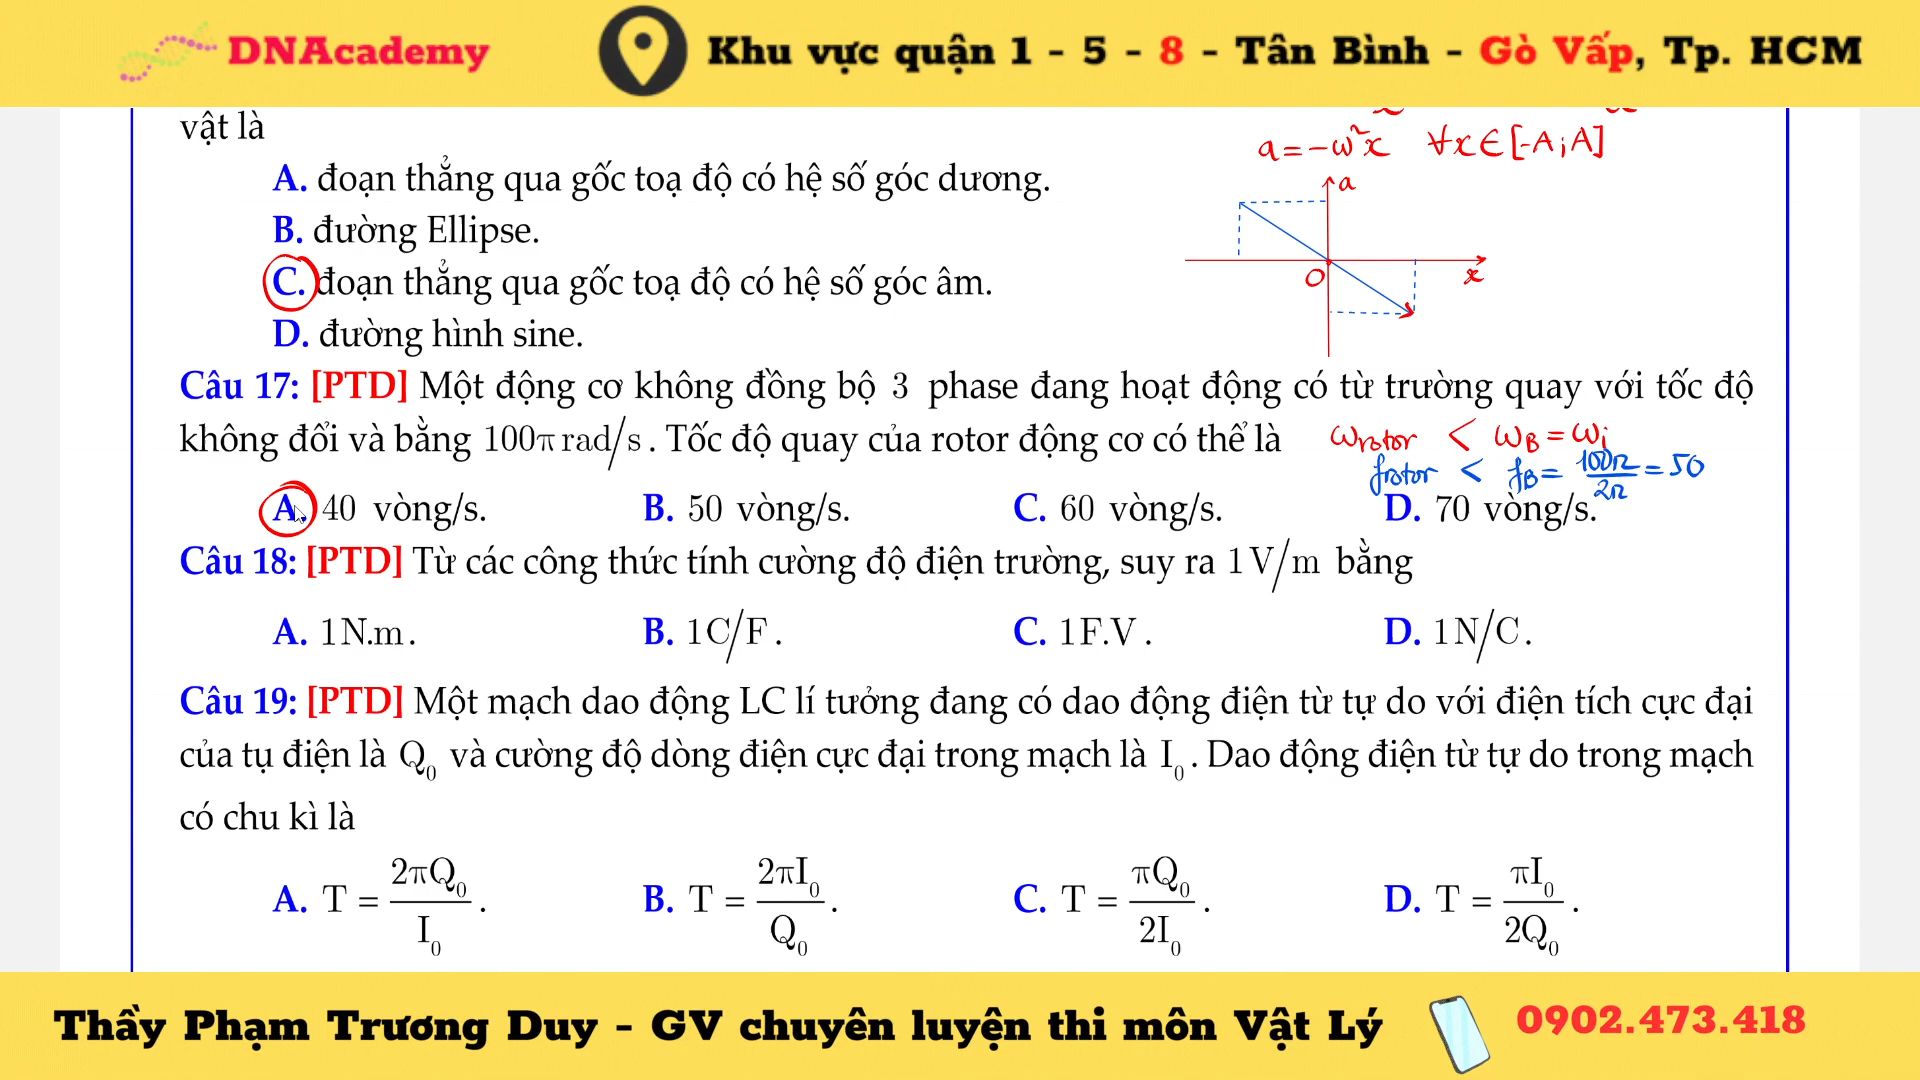 DNAcademy
Khu vực quận 1 - 5 - 8 - Tân Bình - Gò Vấp, Tp. HCM
vật là
a = -ω²x ∀x ∈ [-A; A]
A. đoạn thẳng qua gốc toạ độ có hệ số góc dương.
a
B. đường Ellipse.
C. đoạn thẳng qua gốc toạ độ có hệ số góc âm.
O x
D. đường hình sine.
Câu 17: [PTD] Một động cơ không đồng bộ 3 phase đang hoạt động có từ trường quay với tốc độ
không đổi và bằng 100π rad/s. Tốc độ quay của rotor động cơ có thể là
ωrotor < ωB = ωi
frotor < fB = 100π/2π = 50
A. 40 vòng/s. B. 50 vòng/s. C. 60 vòng/s. D. 70 vòng/s.
Câu 18: [PTD] Từ các công thức tính cường độ điện trường, suy ra 1V/m bằng
A. 1N.m. B. 1C/F. C. 1F.V. D. 1N/C.
Câu 19: [PTD] Một mạch dao động LC lí tưởng đang có dao động điện từ tự do với điện tích cực đại
của tụ điện là Q₀ và cường độ dòng điện cực đại trong mạch là I₀. Dao động điện từ tự do trong mạch
có chu kì là
A. T = 2πQ₀/I₀. B. T = 2πI₀/Q₀. C. T = πQ₀/2I₀. D. T = πI₀/2Q₀.
Thầy Phạm Trương Duy - GV chuyên luyện thi môn Vật Lý
0902.473.418